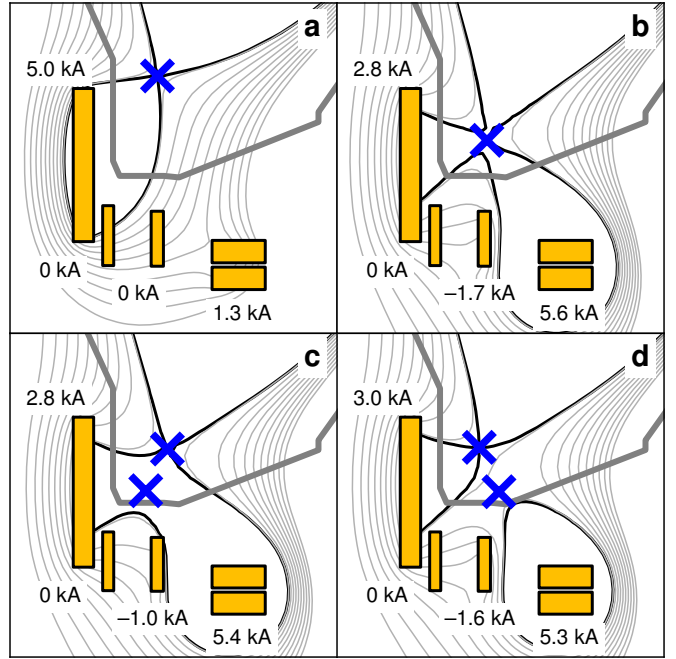 a
5.0 kA
0 kA
0 kA
1.3 kA
b
2.8 kA
0 kA
–1.7 kA
5.6 kA
c
2.8 kA
0 kA
–1.0 kA
5.4 kA
d
3.0 kA
0 kA
–1.6 kA
5.3 kA